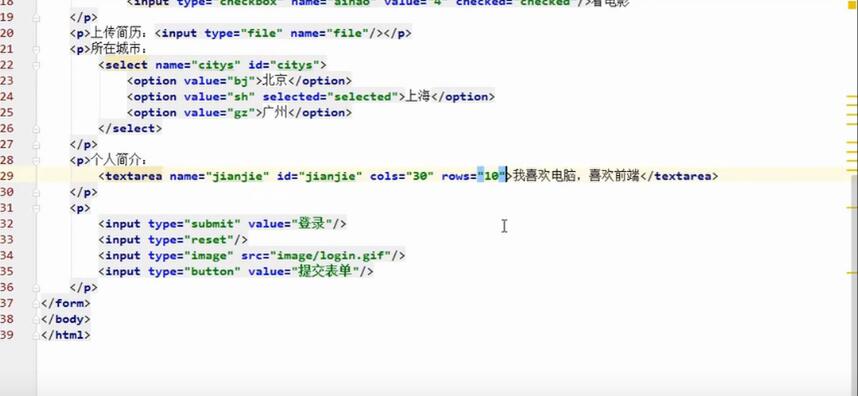 18 <input type="checkbox" name="aihao" value="4" checked="checked"/>看电影
19 </p>
20 <p>上传简历：<input type="file" name="file"/></p>
21 <p>所在城市：
22 <select name="citys" id="citys">
23 <option value="bj">北京</option>
24 <option value="sh" selected="selected">上海</option>
25 <option value="gz">广州</option>
26 </select>
27 </p>
28 <p>个人简介：
29 <textarea name="jianjie" id="jianjie" cols="30" rows="10">我喜欢电脑，喜欢前端</textarea>
30 </p>
31 <p>
32 <input type="submit" value="登录"/>
33 <input type="reset"/>
34 <input type="image" src="image/login.gif"/>
35 <input type="button" value="提交表单"/>
36 </p>
37 </form>
38 </body>
39 </html>